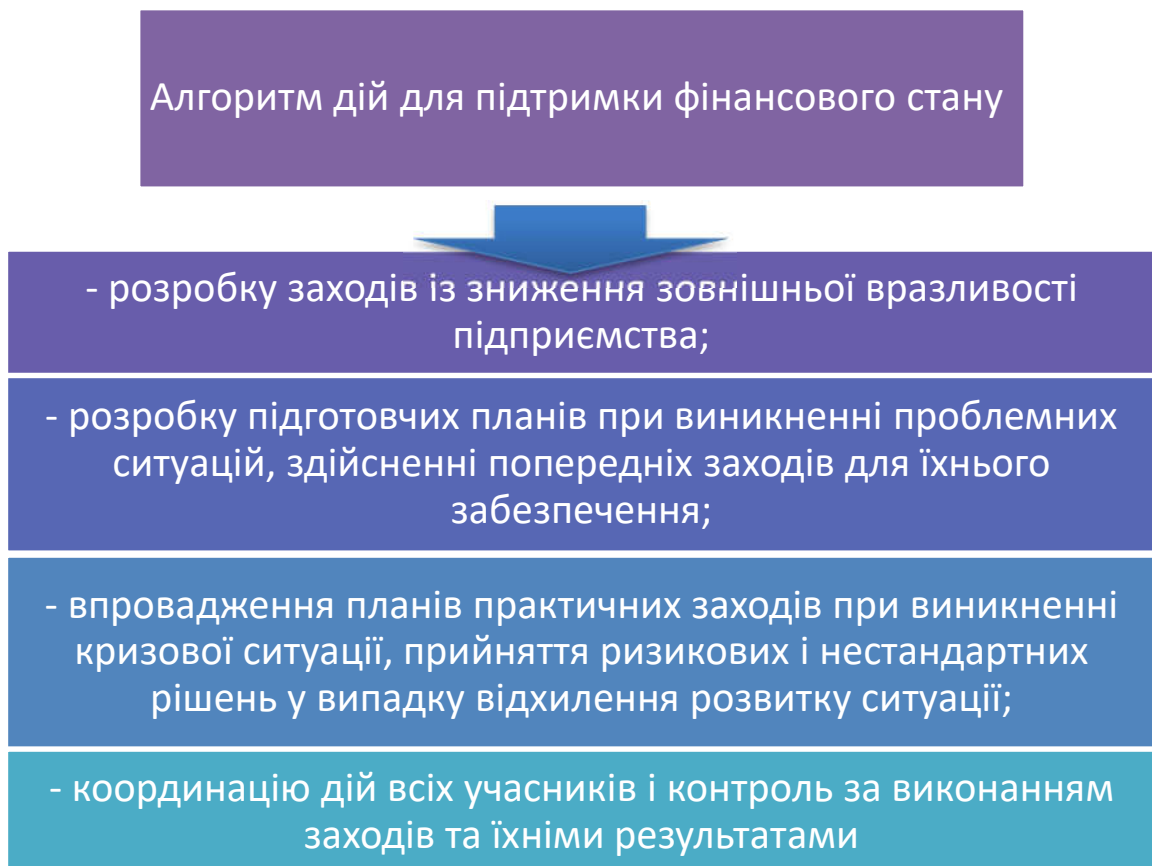 Алгоритм дій для підтримки фінансового стану
- розробку заходів із зниження зовнішньої вразливості
підприємства;
- розробку підготовчих планів при виникненні проблемних
ситуацій, здійсненні попередніх заходів для їхнього
забезпечення;
- впровадження планів практичних заходів при виникненні
кризової ситуації, прийняття ризикових і нестандартних
рішень у випадку відхилення розвитку ситуації;
- координацію дій всіх учасників і контроль за виконанням
заходів та їхніми результатами